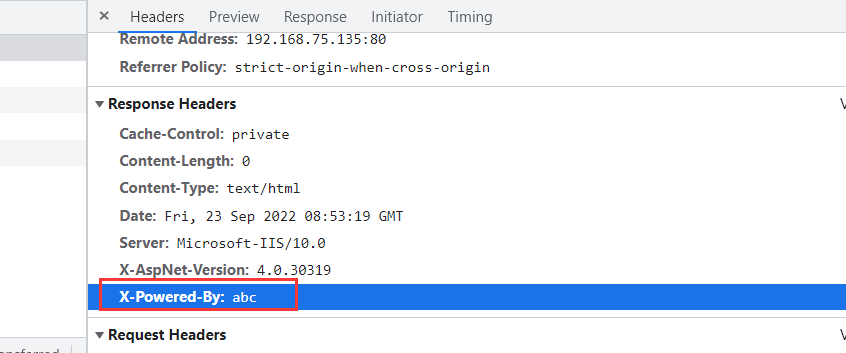 × Headers Preview Response Initiator Timing
Remote Address: 192.168.75.135:80
Referrer Policy: strict-origin-when-cross-origin
▼ Response Headers
Cache-Control: private
Content-Length: 0
Content-Type: text/html
Date: Fri, 23 Sep 2022 08:53:19 GMT
Server: Microsoft-IIS/10.0
X-AspNet-Version: 4.0.30319
X-Powered-By: abc
▼ Request Headers